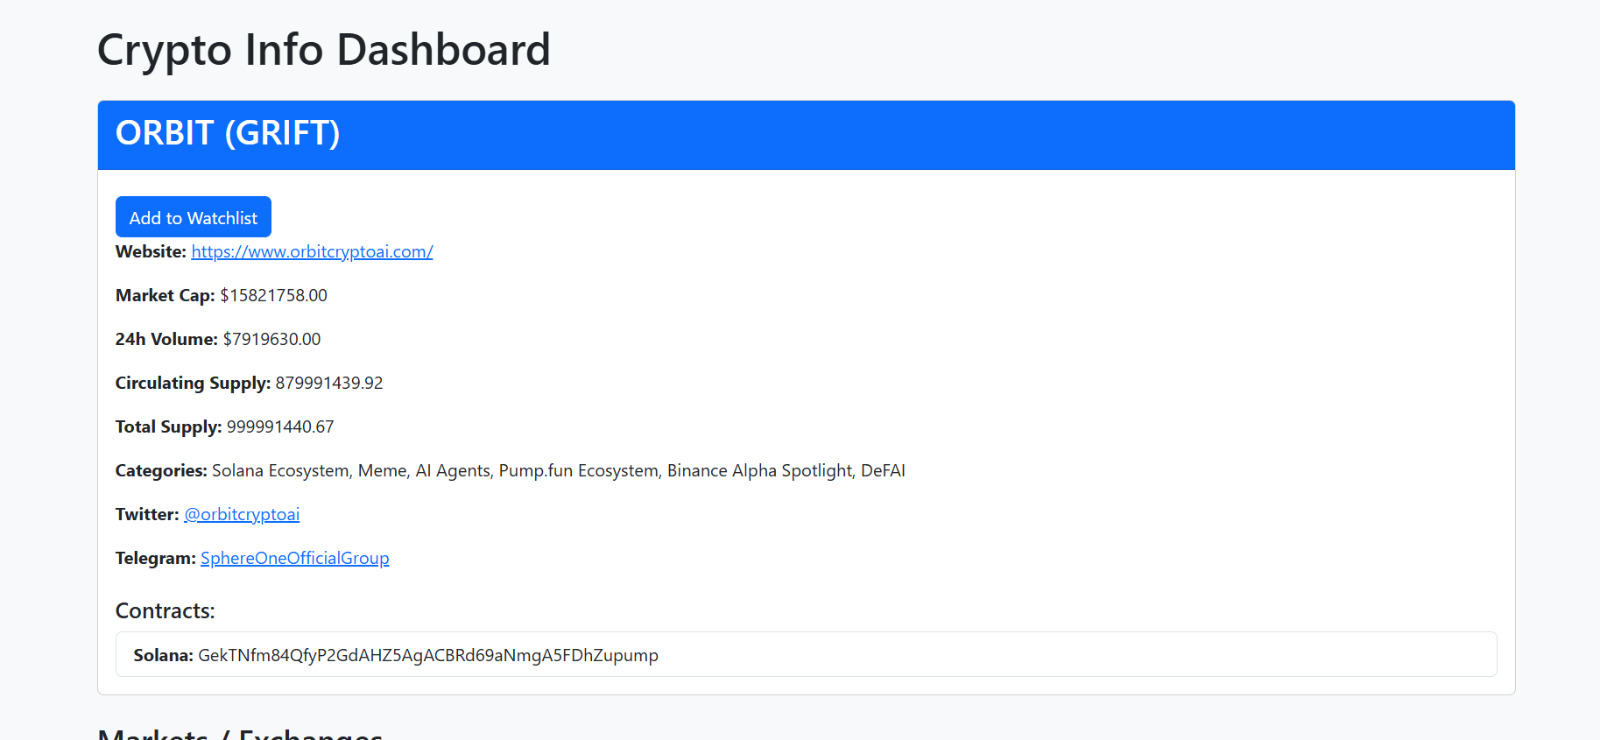 Crypto Info Dashboard
ORBIT (GRIFT)
Add to Watchlist
Website: https://www.orbitcryptoai.com/
Market Cap: $15821758.00
24h Volume: $7919630.00
Circulating Supply: 879991439.92
Total Supply: 999991440.67
Categories: Solana Ecosystem, Meme, AI Agents, Pump.fun Ecosystem, Binance Alpha Spotlight, DeFAI
Twitter: @orbitcryptoai
Telegram: SphereOneOfficialGroup
Contracts:
Solana: GekTNfm84QfyP2GdAHZ5AgACBRd69aNmgA5FDhZupump
Markets / Exchanges